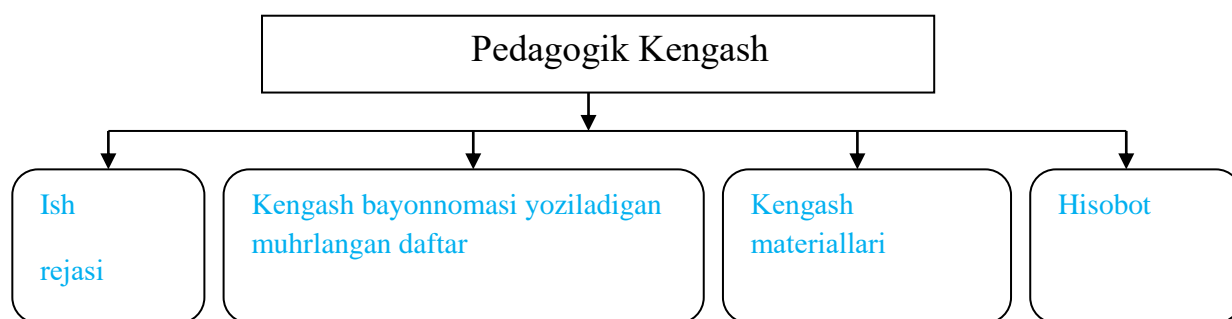 Pedagogik Kengash
Ish
rejasi
Kengash bayonnomasi yoziladigan
muhrlangan daftar
Kengash
materiallari
Hisobot